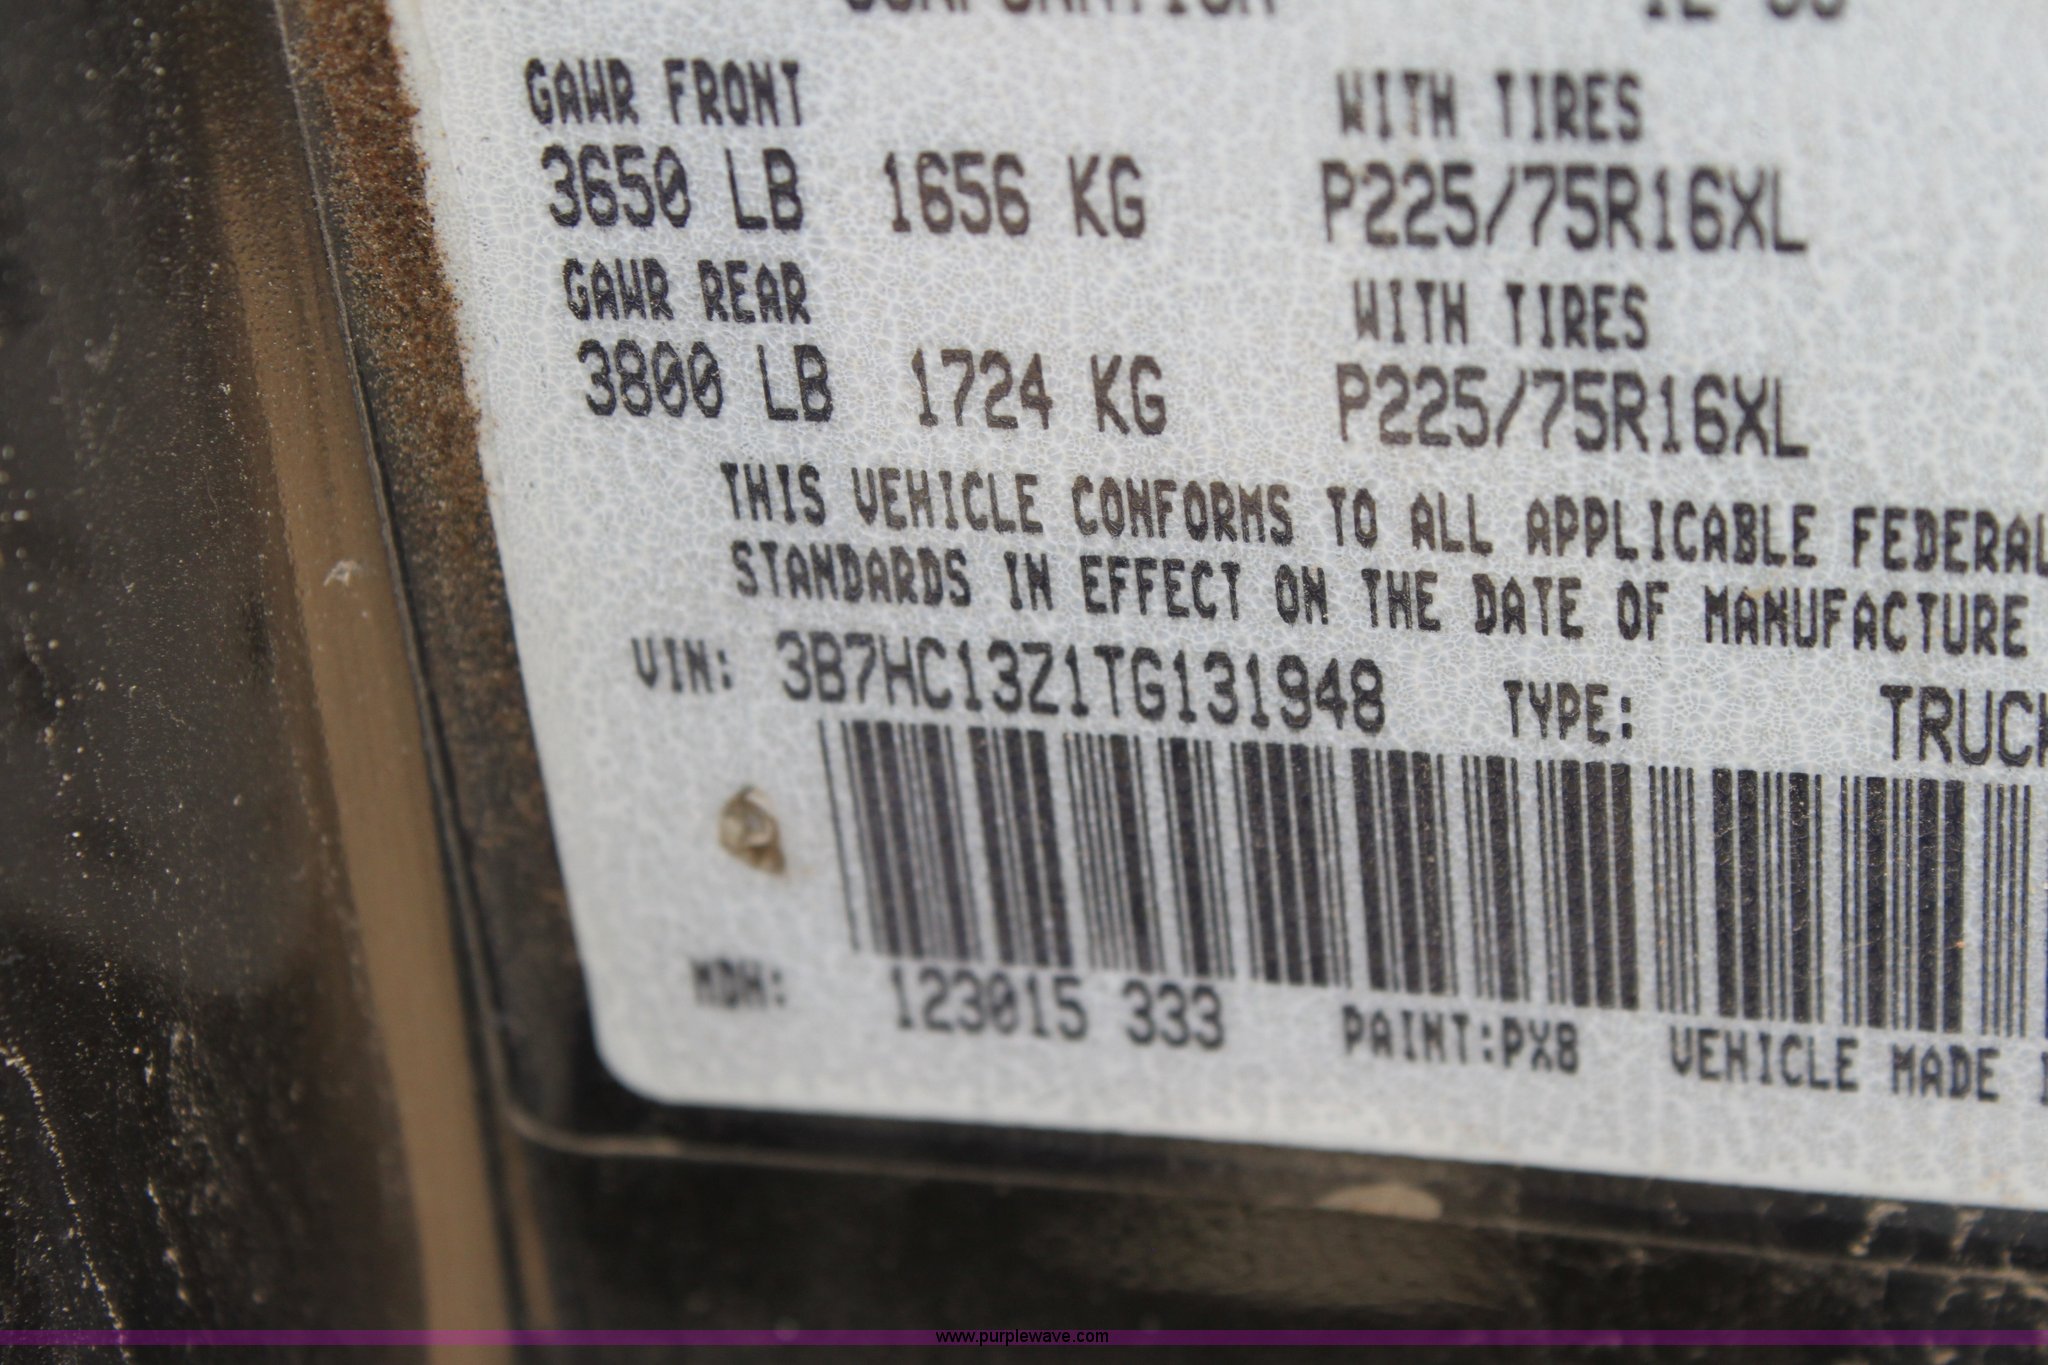 GAWR FRONT WITH TIRES
3650 LB 1656 KG P225/75R16XL
GAWR REAR WITH TIRES
3800 LB 1724 KG P225/75R16XL
THIS VEHICLE CONFORMS TO ALL APPLICABLE FEDERAL
STANDARDS IN EFFECT ON THE DATE OF MANUFACTURE
VIN: 3B7HC13Z1TG131948 TYPE: TRUCK
MDH: 123015 333 PAINT:PX8 VEHICLE MADE
www.purplewave.com